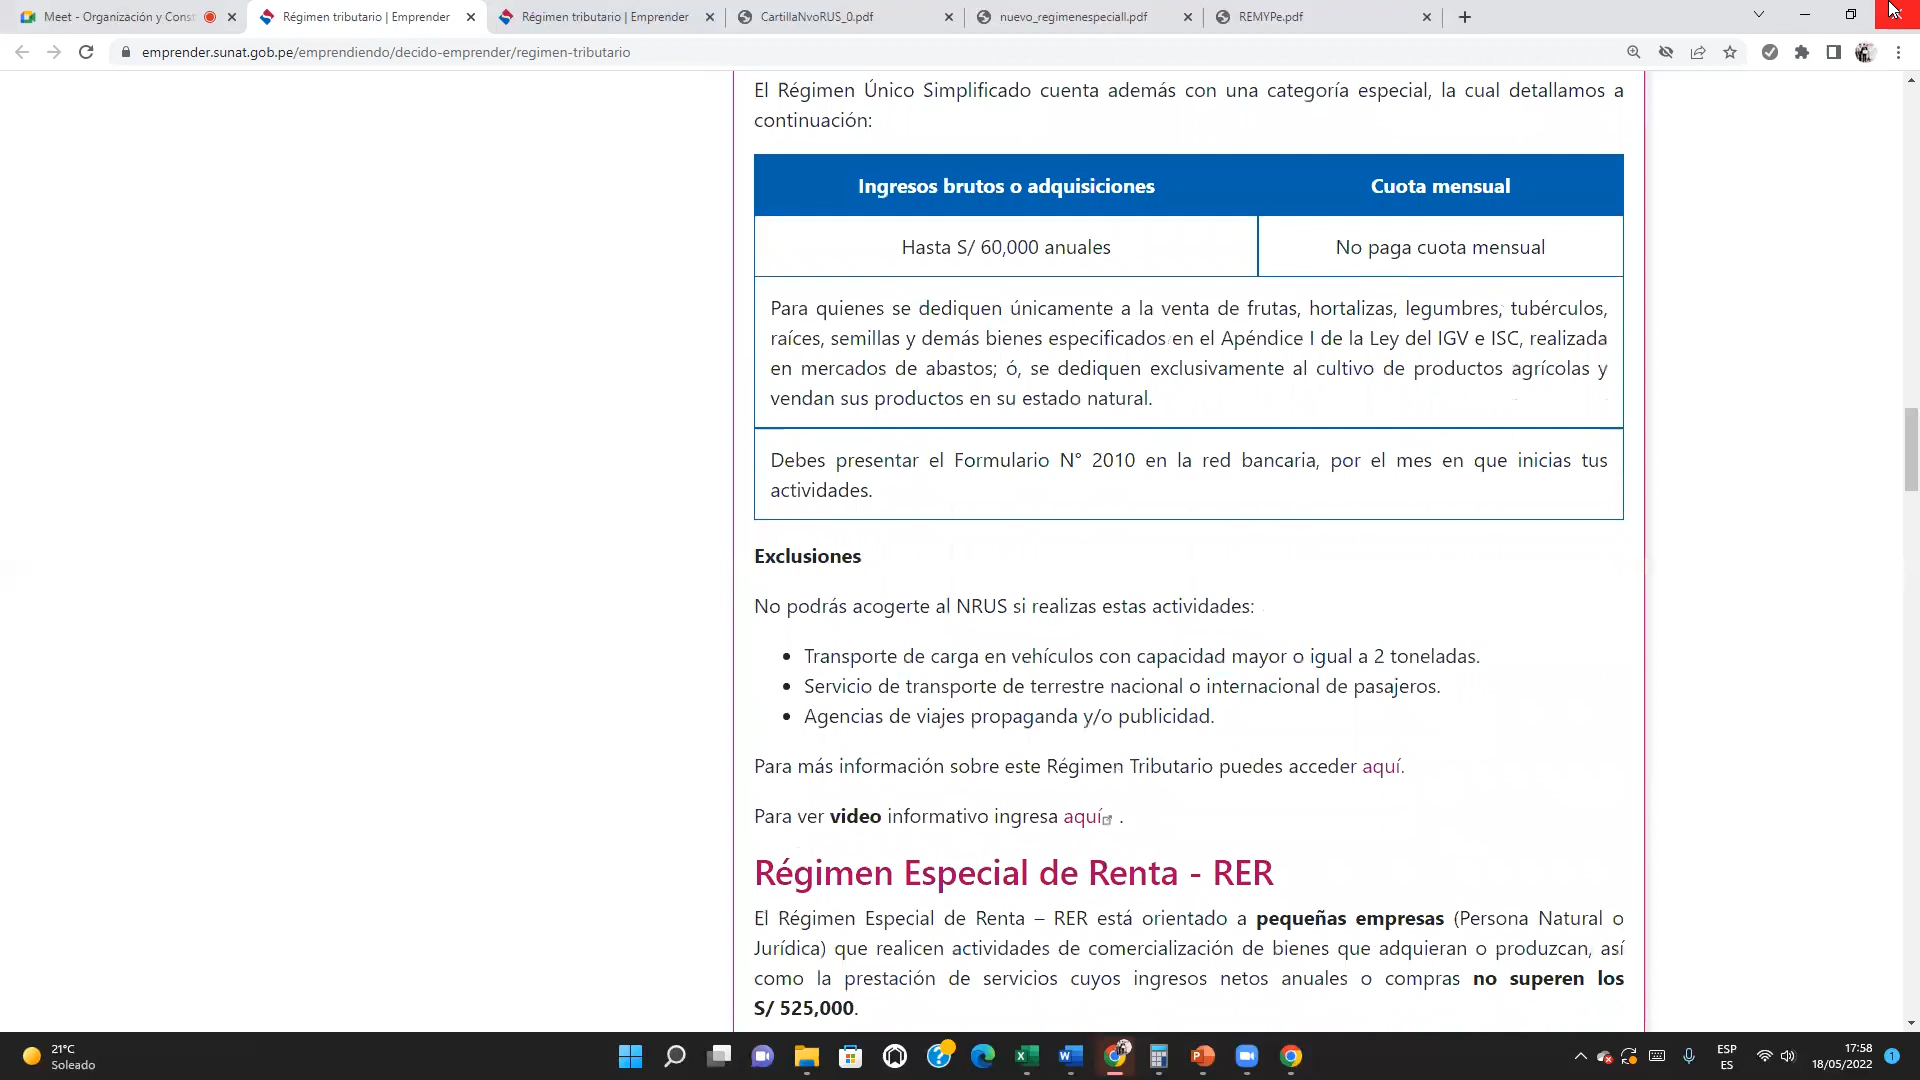 Meet - Organización y Const
Régimen tributario | Emprender
Régimen tributario | Emprender
CartillaNvoRUS_0.pdf
nuevo_regimenespecial.pdf
REMYPe.pdf
emprender.sunat.gob.pe/emprendiendo/decido-emprender/regimen-tributario
El Régimen Único Simplificado cuenta además con una categoría especial, la cual detallamos a
continuación:
Ingresos brutos o adquisiciones
Cuota mensual
Hasta S/ 60,000 anuales
No paga cuota mensual
Para quienes se dediquen únicamente a la venta de frutas, hortalizas, legumbres, tubérculos,
raíces, semillas y demás bienes especificados en el Apéndice I de la Ley del IGV e ISC, realizada
en mercados de abastos; ó, se dediquen exclusivamente al cultivo de productos agrícolas y
vendan sus productos en su estado natural.
Debes presentar el Formulario N° 2010 en la red bancaria, por el mes en que inicias tus
actividades.
Exclusiones
No podrás acogerte al NRUS si realizas estas actividades:
Transporte de carga en vehículos con capacidad mayor o igual a 2 toneladas.
Servicio de transporte de terrestre nacional o internacional de pasajeros.
Agencias de viajes propaganda y/o publicidad.
Para más información sobre este Régimen Tributario puedes acceder aquí.
Para ver video informativo ingresa aquí .
Régimen Especial de Renta - RER
El Régimen Especial de Renta – RER está orientado a pequeñas empresas (Persona Natural o
Jurídica) que realicen actividades de comercialización de bienes que adquieran o produzcan, así
como la prestación de servicios cuyos ingresos netos anuales o compras no superen los
S/ 525,000.
21°C
Soleado
ESP
ES
17:58
18/05/2022
1